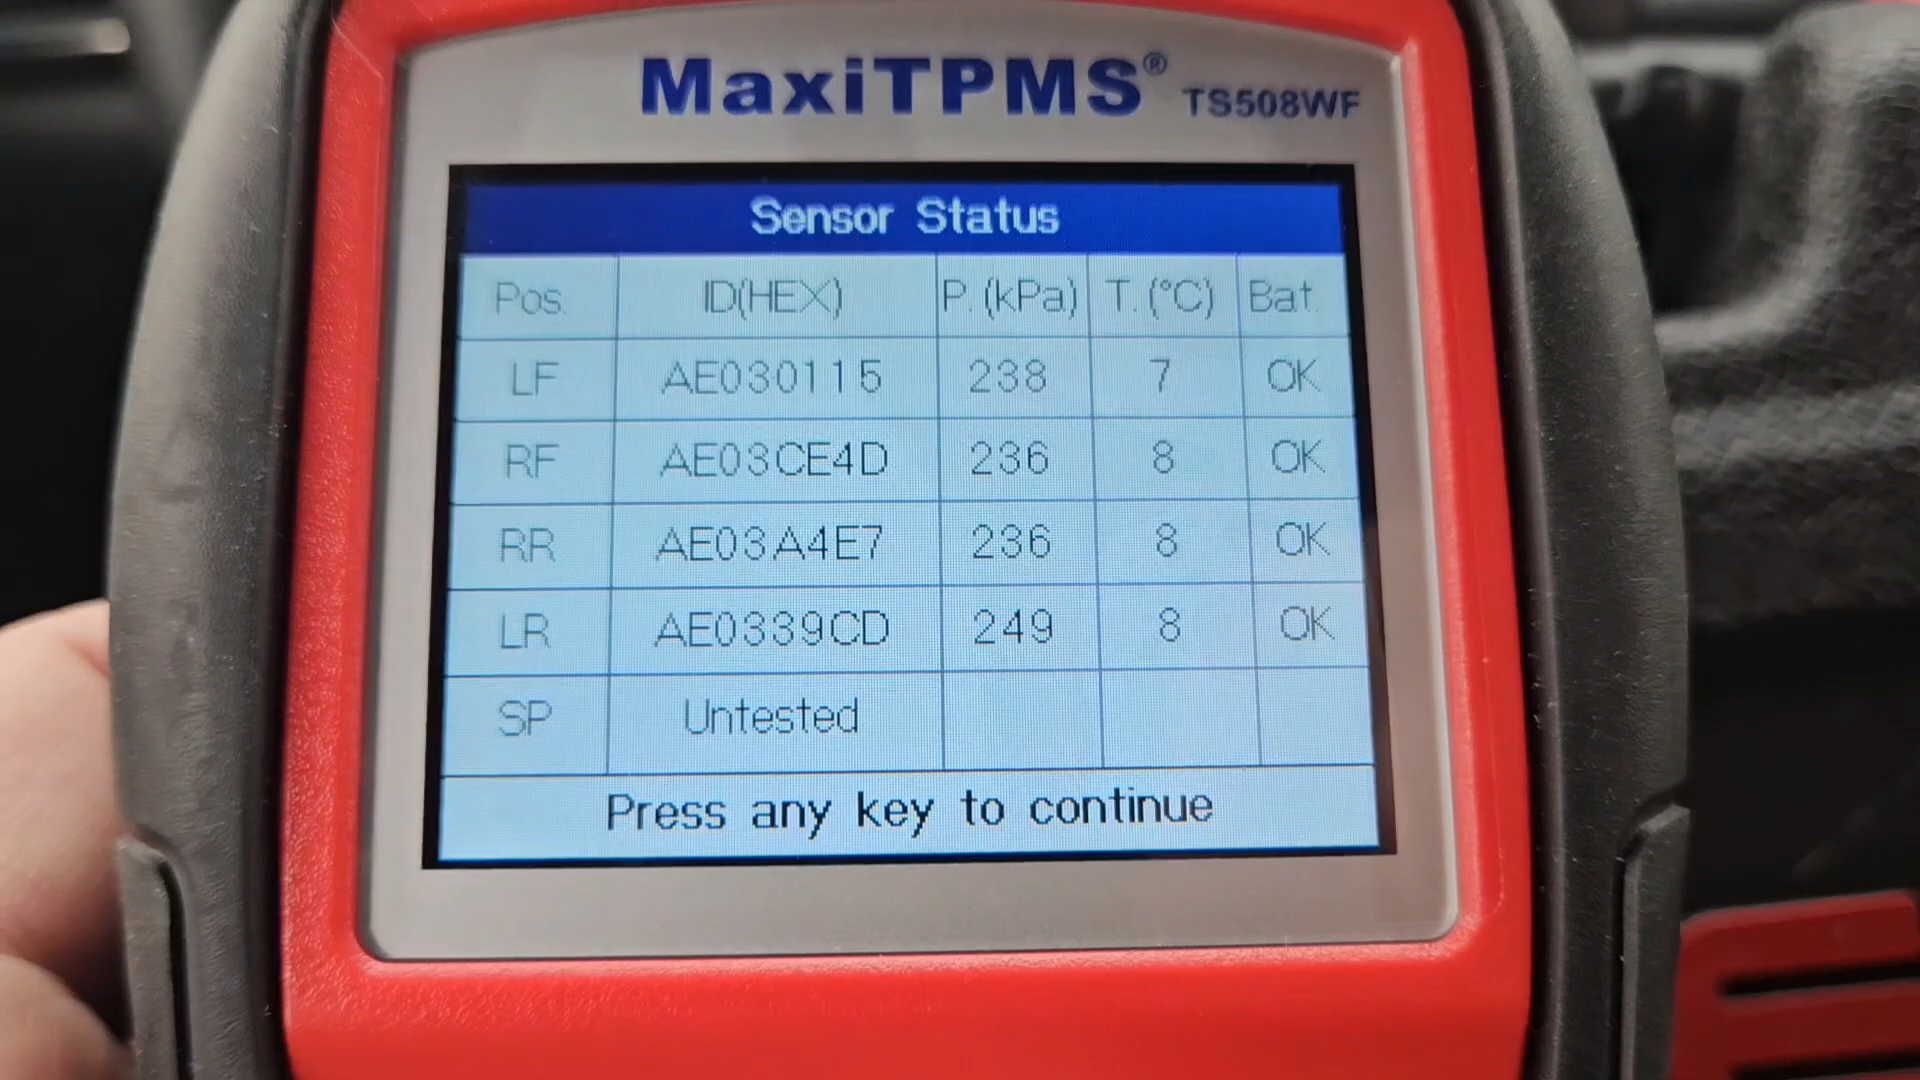 MaxiTPMS® TS508WF
Sensor Status
Pos. ID(HEX) P.(kPa) T.(°C) Bat.
LF AE030115 238 7 OK
RF AE03CE4D 236 8 OK
RR AE03A4E7 236 8 OK
LR AE0339CD 249 8 OK
SP Untested
Press any key to continue